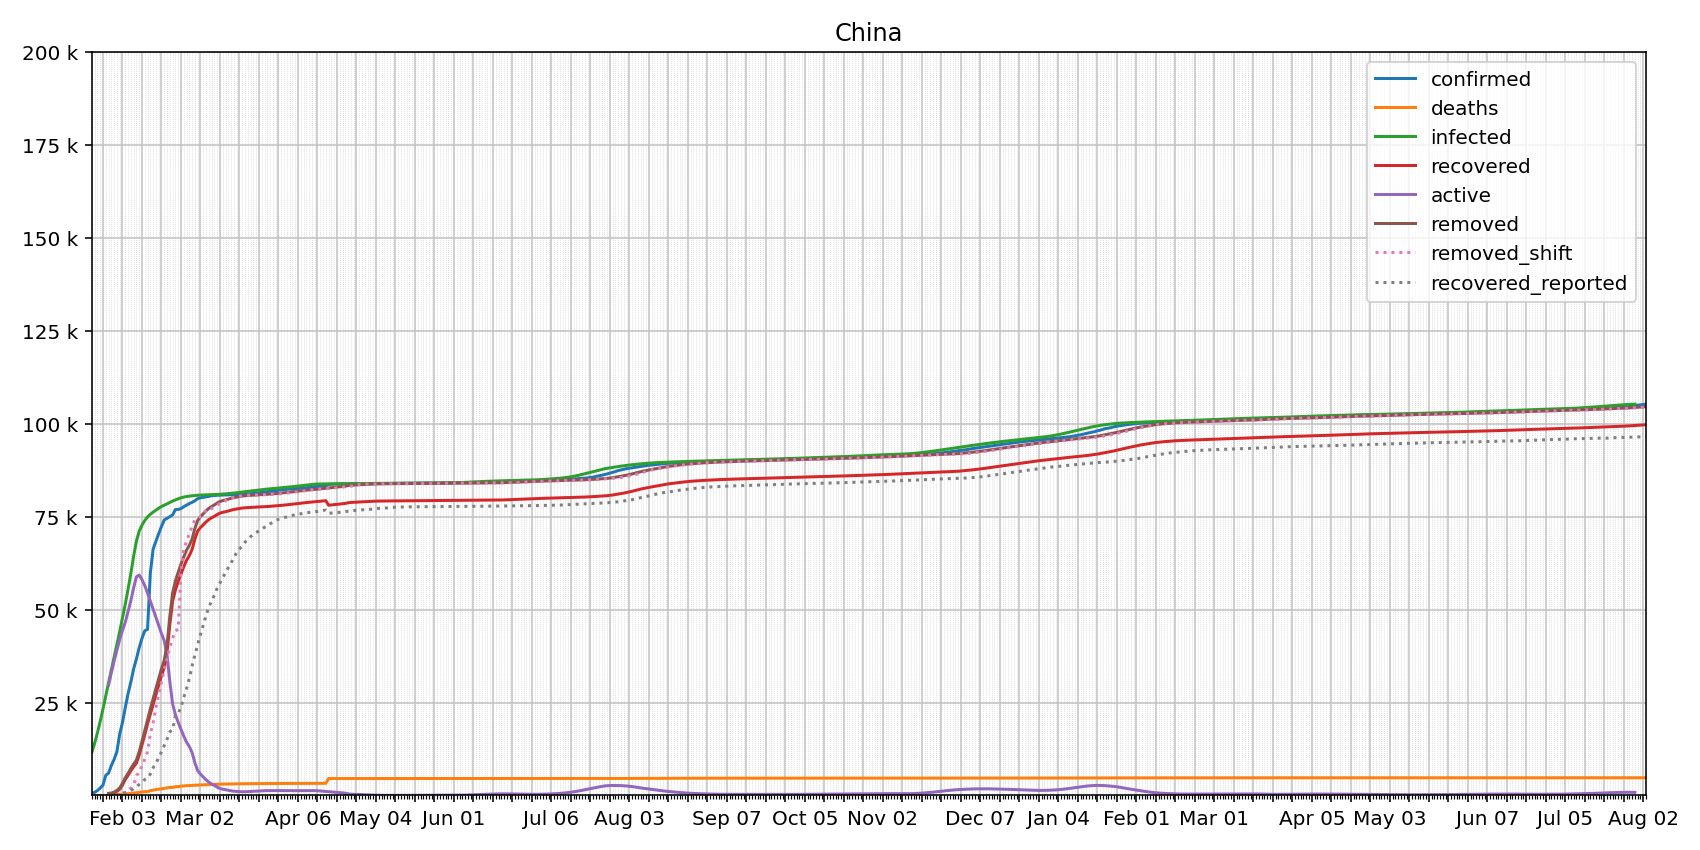 China
200 k
175 k
150 k
125 k
100 k
75 k
50 k
25 k
confirmed
deaths
infected
recovered
active
removed
removed_shift
recovered_reported
Feb 03 Mar 02 Apr 06 May 04 Jun 01 Jul 06 Aug 03 Sep 07 Oct 05 Nov 02 Dec 07 Jan 04 Feb 01 Mar 01 Apr 05 May 03 Jun 07 Jul 05 Aug 02